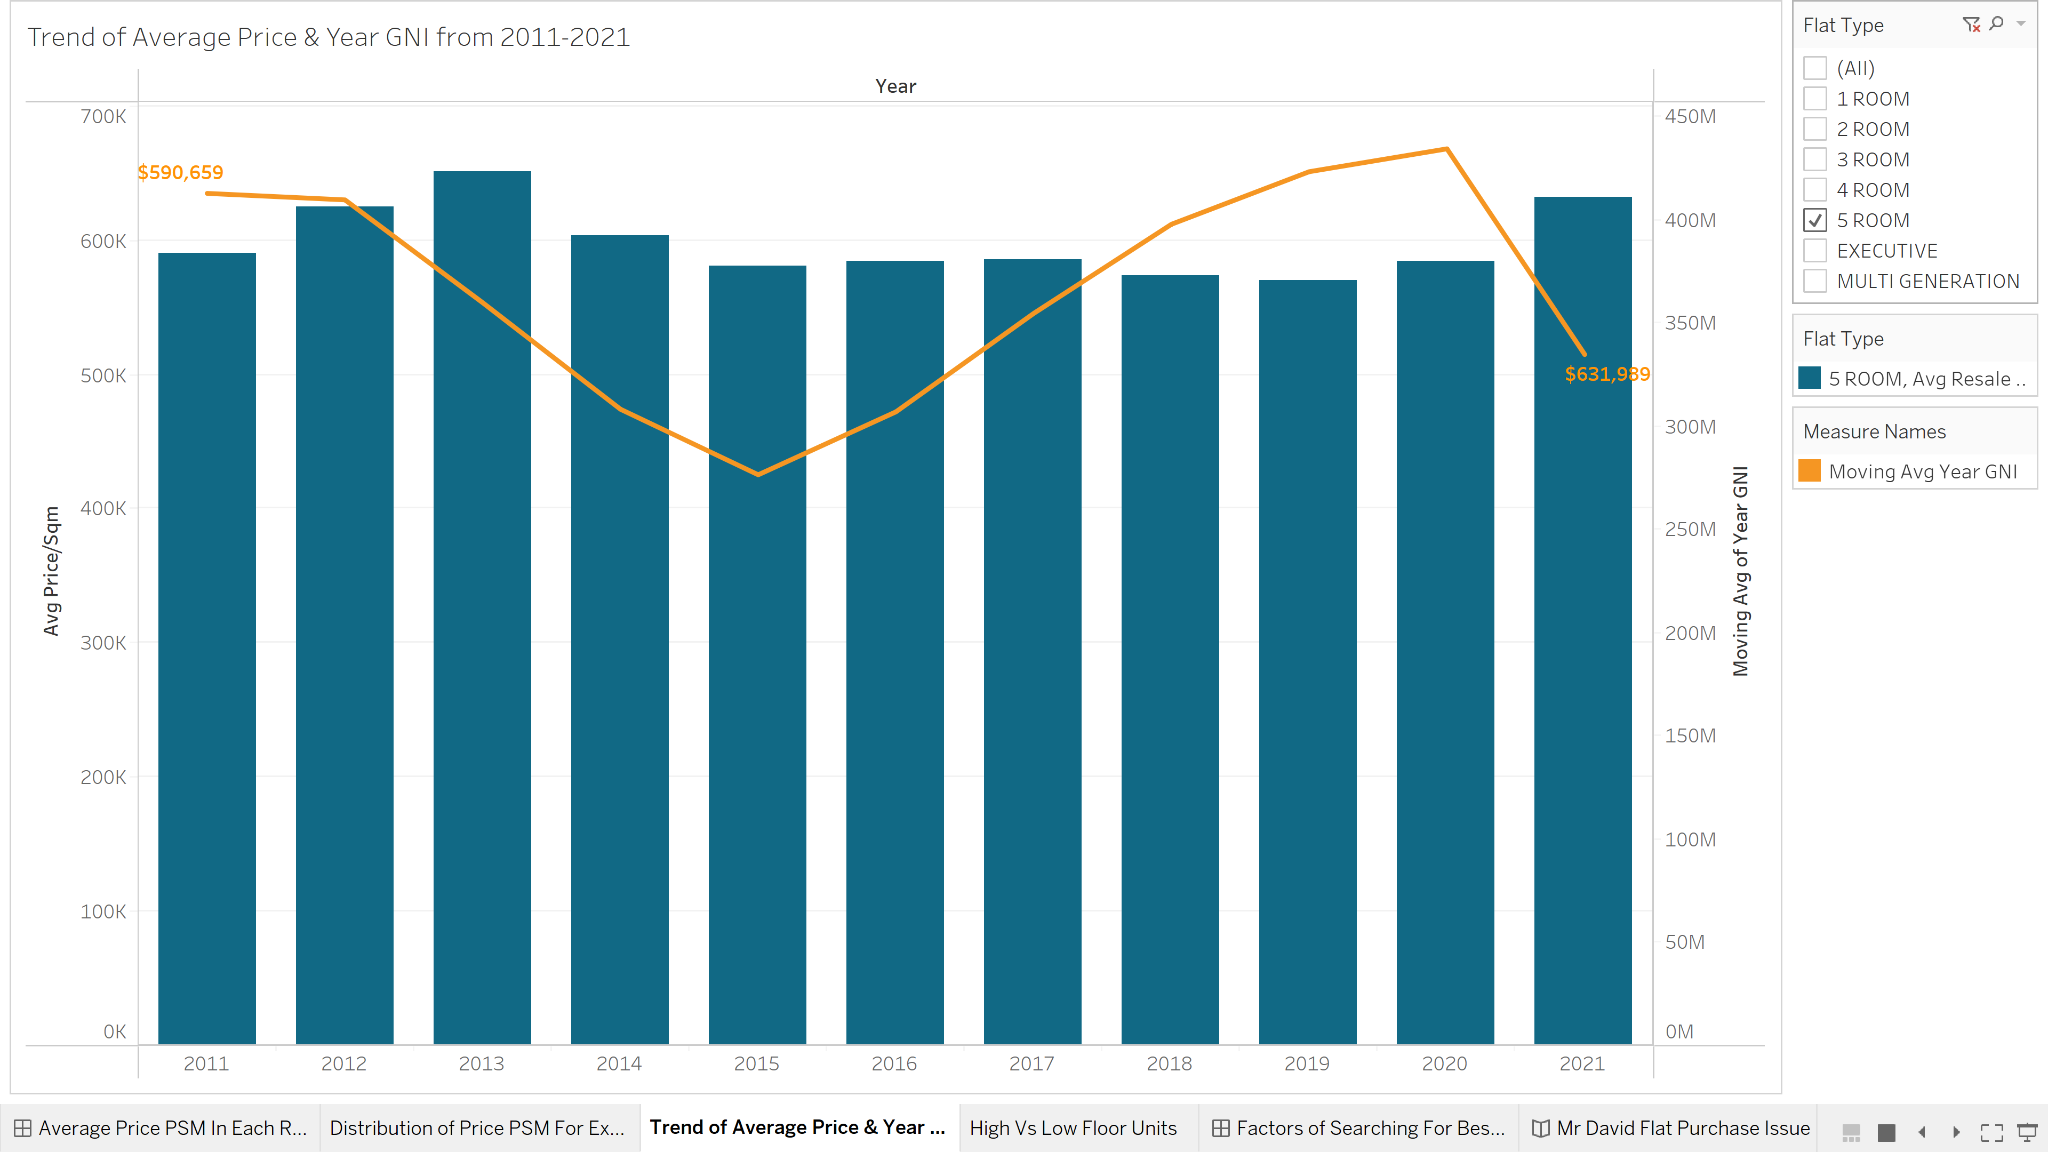 Trend of Average Price & Year GNI from 2011-2021
Year
700K
600K
500K
400K
300K
200K
100K
0K
Avg Price/Sqm
$590,659
$631,989
450M
400M
350M
300M
250M
200M
150M
100M
50M
0M
Moving Avg of Year GNI
2011 2012 2013 2014 2015 2016 2017 2018 2019 2020 2021
Flat Type
(All)
1 ROOM
2 ROOM
3 ROOM
4 ROOM
5 ROOM
EXECUTIVE
MULTI GENERATION
Flat Type
5 ROOM, Avg Resale ..
Measure Names
Moving Avg Year GNI
Average Price PSM In Each R... Distribution of Price PSM For Ex... Trend of Average Price & Year ... High Vs Low Floor Units Factors of Searching For Bes... Mr David Flat Purchase Issue